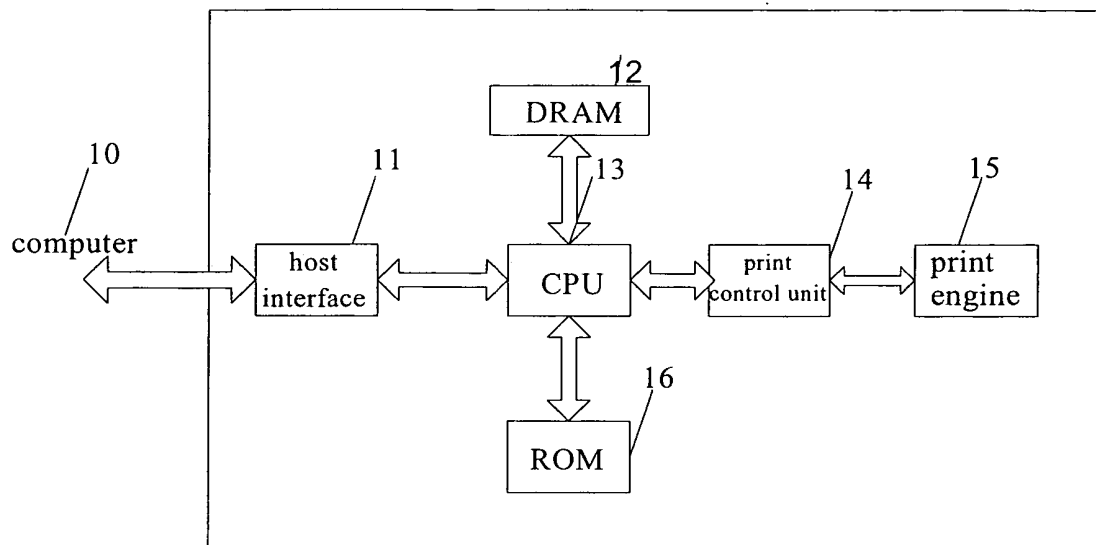 12
DRAM
10
11
13
14
15
computer
host
interface
CPU
print
control unit
print
engine
16
ROM